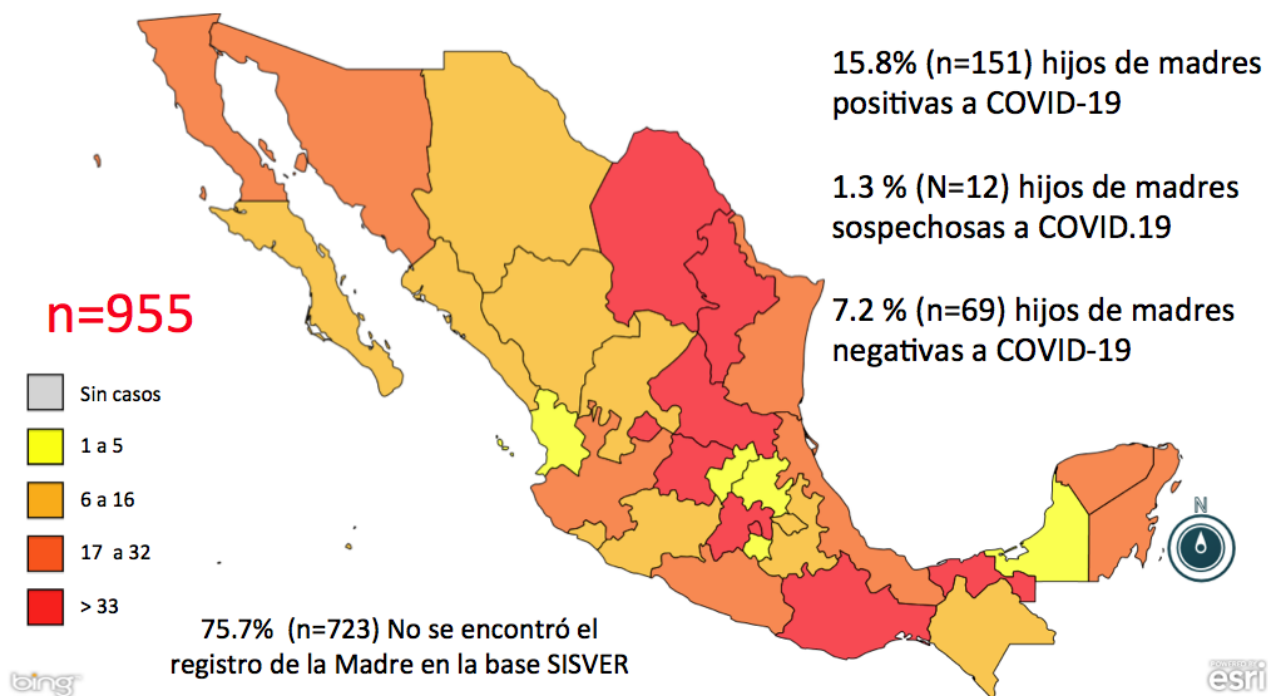 15.8% (n=151) hijos de madres
positivas a COVID-19
1.3 % (N=12) hijos de madres
sospechosas a COVID.19
7.2 % (n=69) hijos de madres
negativas a COVID-19
n=955
Sin casos
1 a 5
6 a 16
17 a 32
> 33
75.7% (n=723) No se encontró el
registro de la Madre en la base SISVER
N
bing
POWERED BY
esri